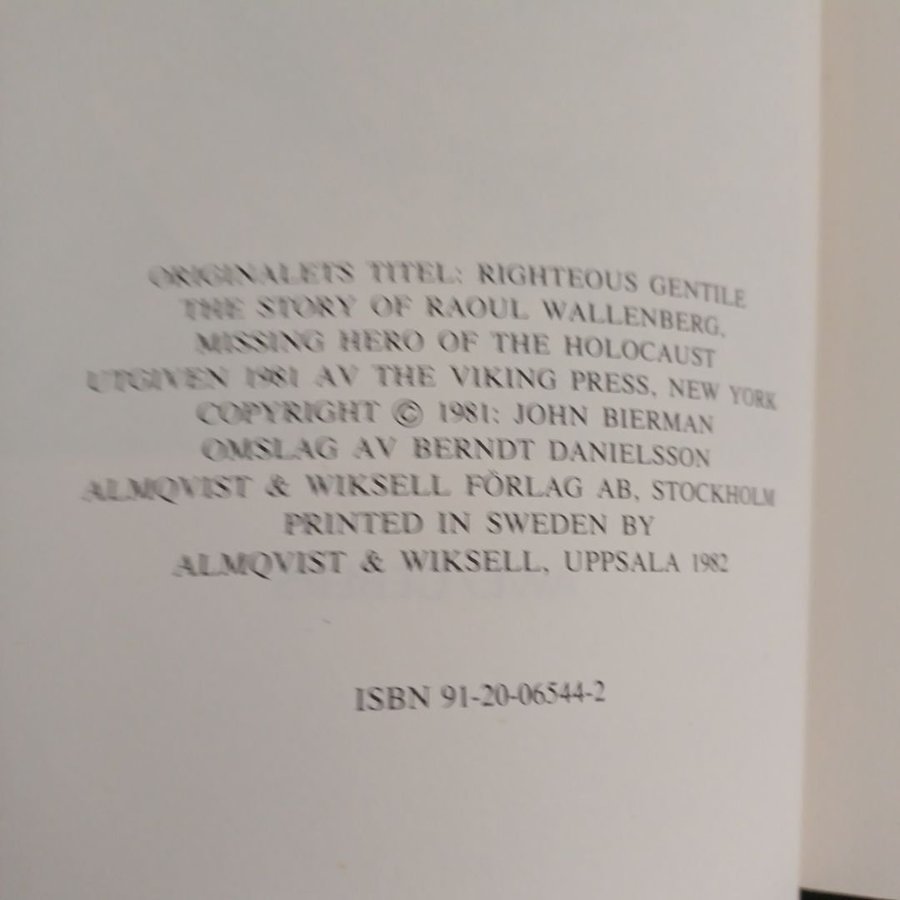 ORIGINALETS TITEL: RIGHTEOUS GENTILE
THE STORY OF RAOUL WALLENBERG,
MISSING HERO OF THE HOLOCAUST
UTGIVEN 1981 AV THE VIKING PRESS, NEW YORK
COPYRIGHT © 1981: JOHN BIERMAN
OMSLAG AV BERNDT DANIELSSON
ALMQVIST & WIKSELL FÖRLAG AB, STOCKHOLM
PRINTED IN SWEDEN BY
ALMQVIST & WIKSELL, UPPSALA 1982
ISBN 91-20-06544-2